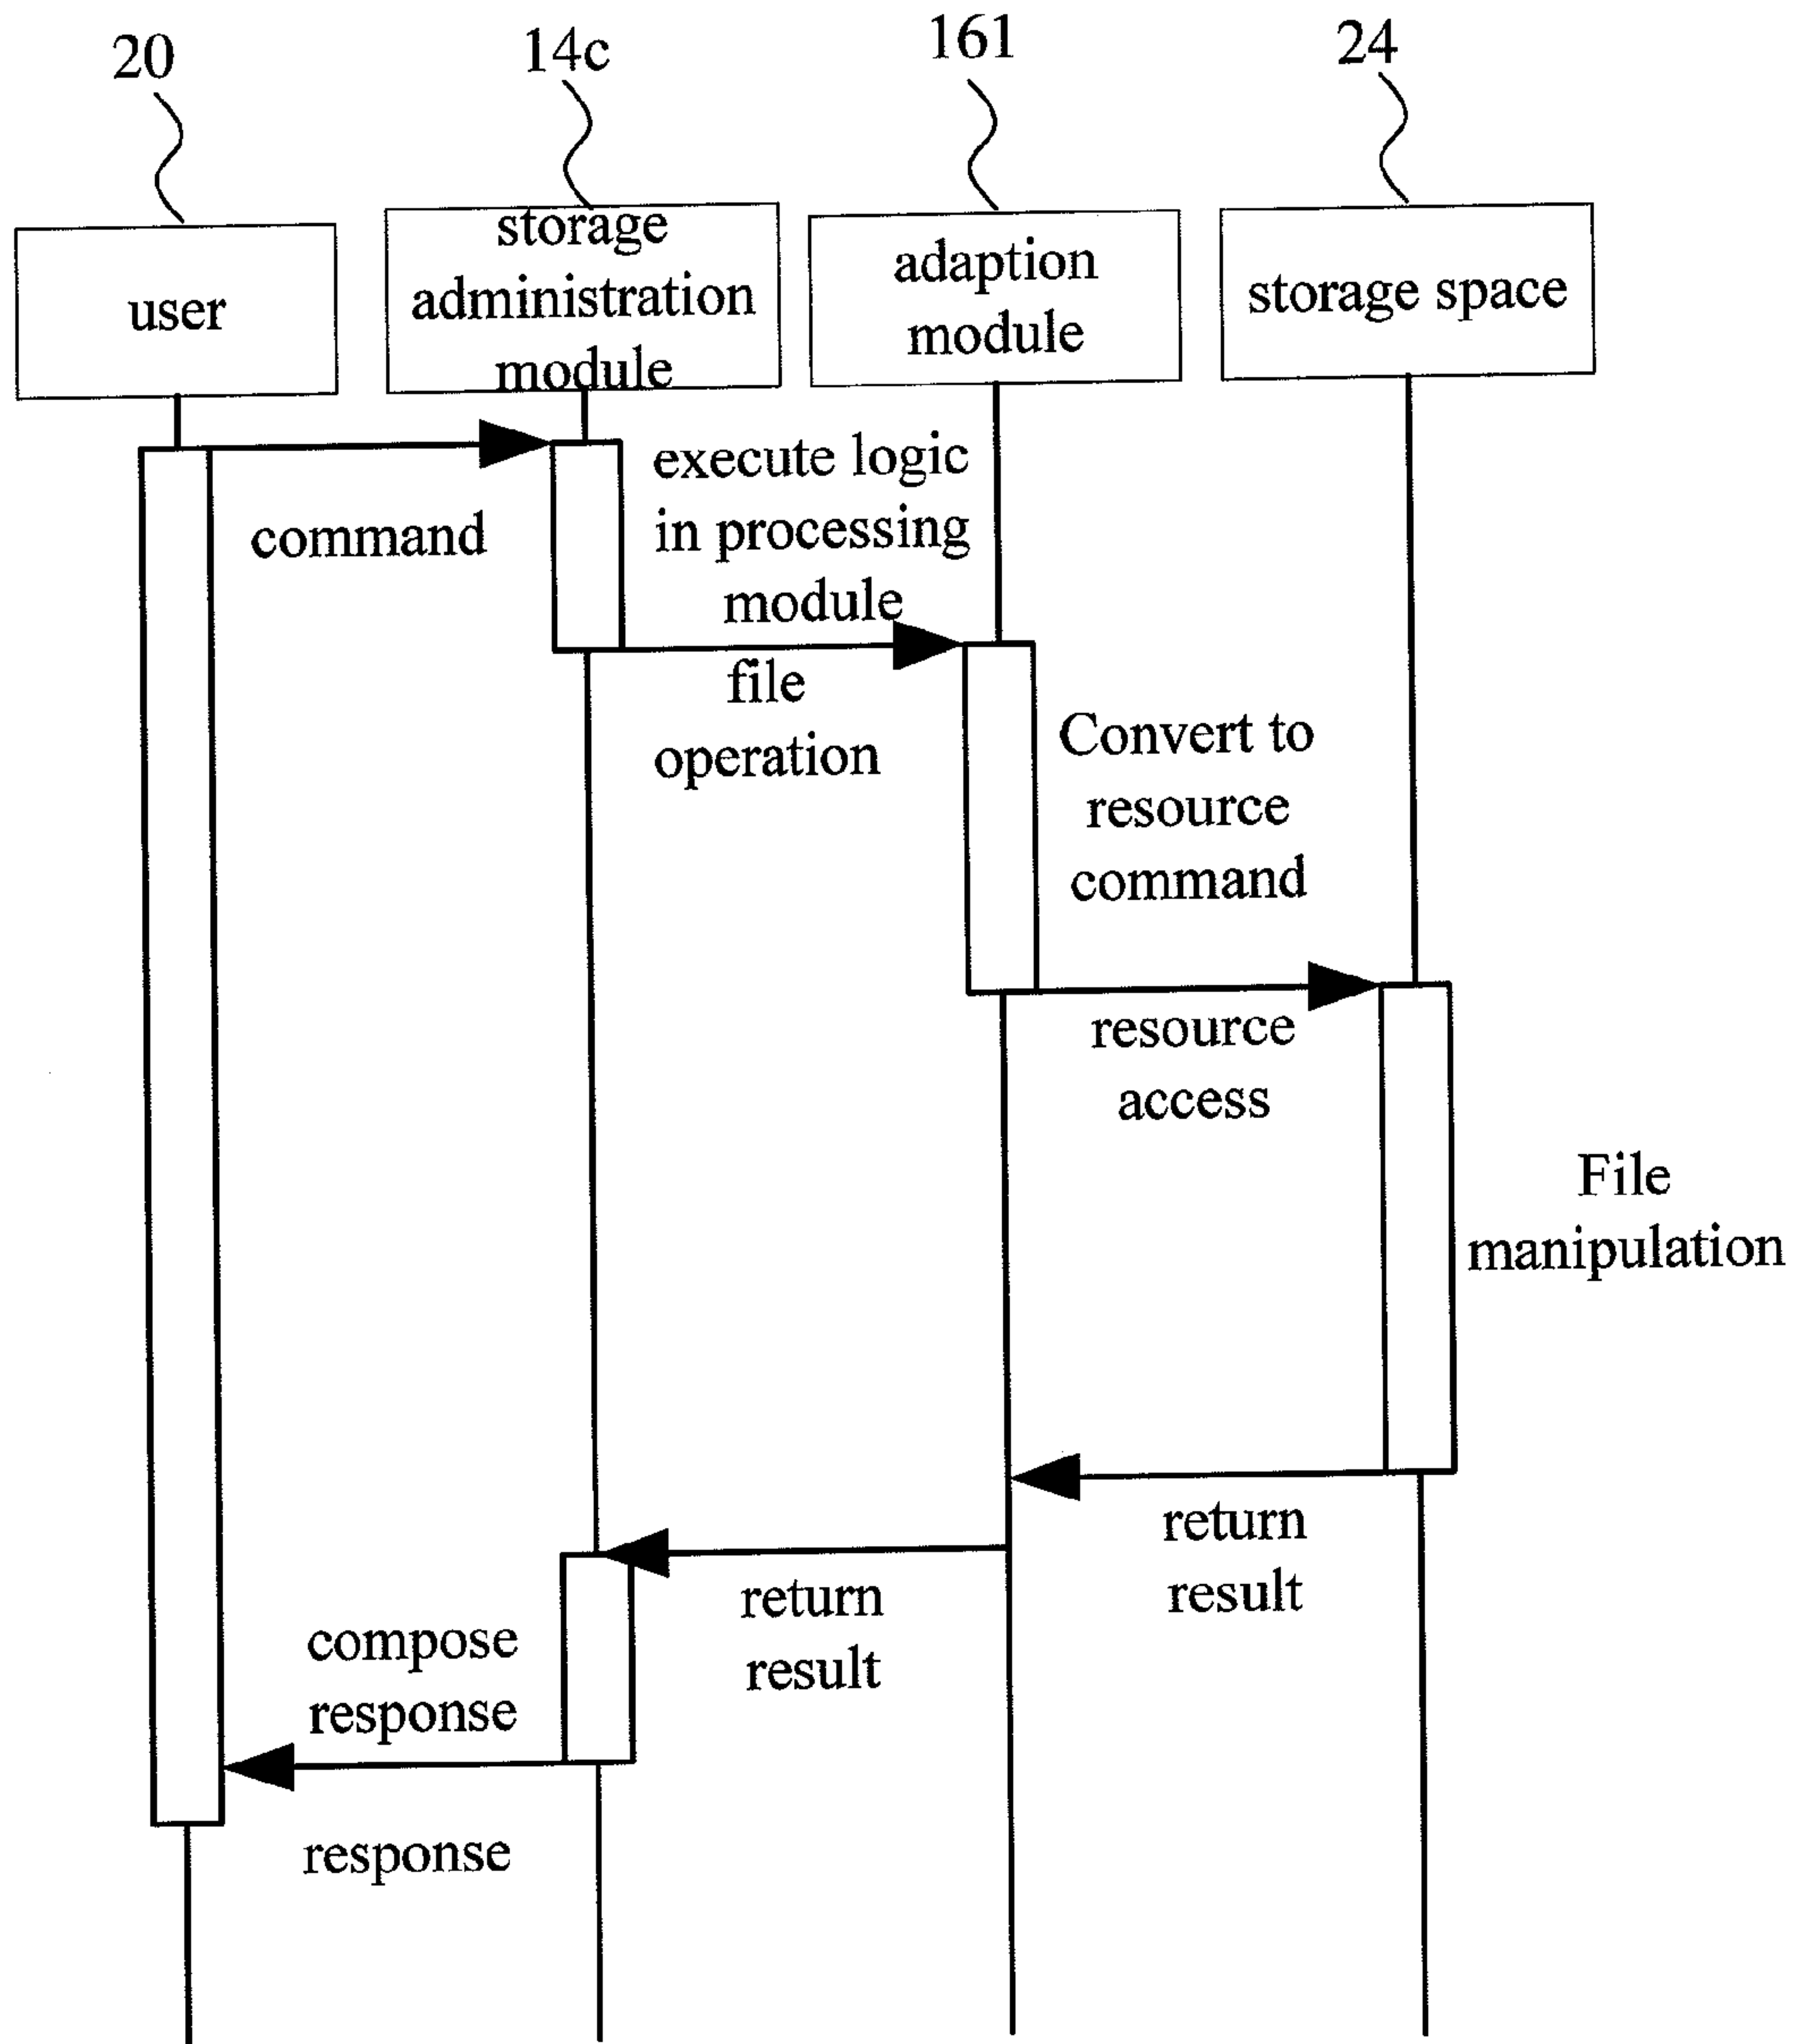 20
14c
161
24
user
storage
administration
module
adaption
module
storage space
command
execute logic
in processing
module
file
operation
Convert to
resource
command
resource
access
File
manipulation
return
result
return
result
compose
response
response